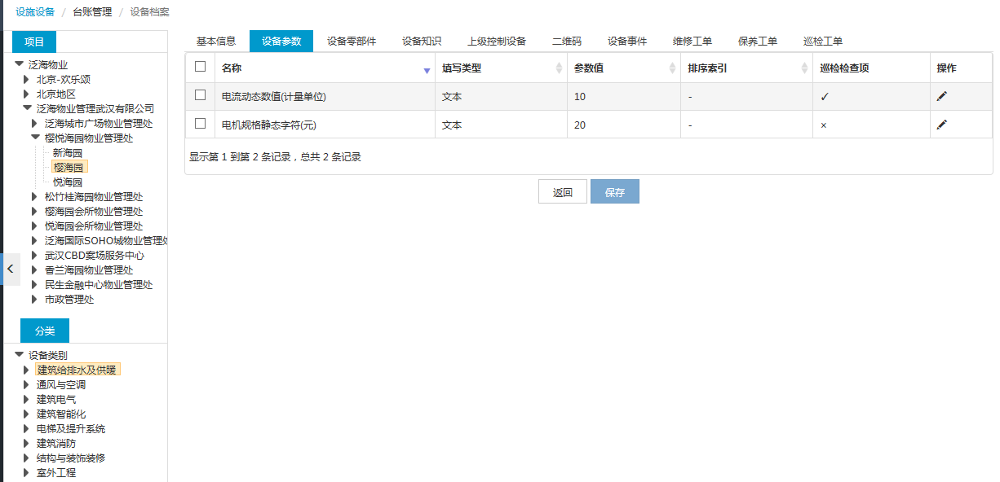 设施设备 / 台账管理 / 设备档案
项目
泛海物业
北京-欢乐颂
北京地区
泛海物业管理武汉有限公司
泛海城市广场物业管理处
樱悦海园物业管理处
新海园
樱海园
悦海园
松竹桂海园物业管理处
樱海园会所物业管理处
悦海园会所物业管理处
泛海国际SOHO城物业管理处
武汉CBD案场服务中心
香兰海园物业管理处
民生金融中心物业管理处
市政管理处
分类
设备类别
建筑给排水及供暖
通风与空调
建筑电气
建筑智能化
电梯及提升系统
建筑消防
结构与装饰装修
室外工程
基本信息 设备参数 设备零部件 设备知识 上级控制设备 二维码 设备事件 维修工单 保养工单 巡检工单
名称 填写类型 参数值 排序索引 巡检检查项 操作
电流动态数值(计量单位) 文本 10 - ✓
电机规格静态字符(元) 文本 20 - ×
显示第 1 到第 2 条记录，总共 2 条记录
返回 保存